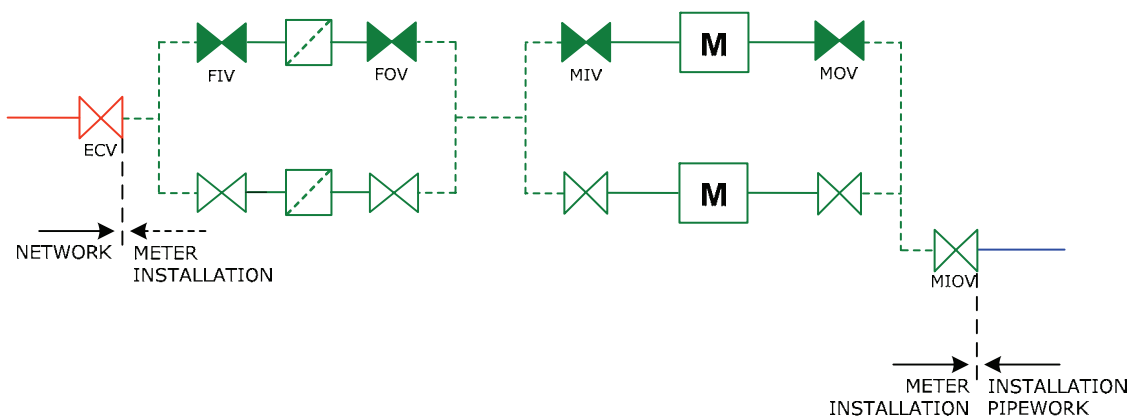 M
FIV
FOV
MIV
MOV
ECV
M
NETWORK
METER
INSTALLATION
MIOV
METER
INSTALLATION
INSTALLATION
PIPEWORK